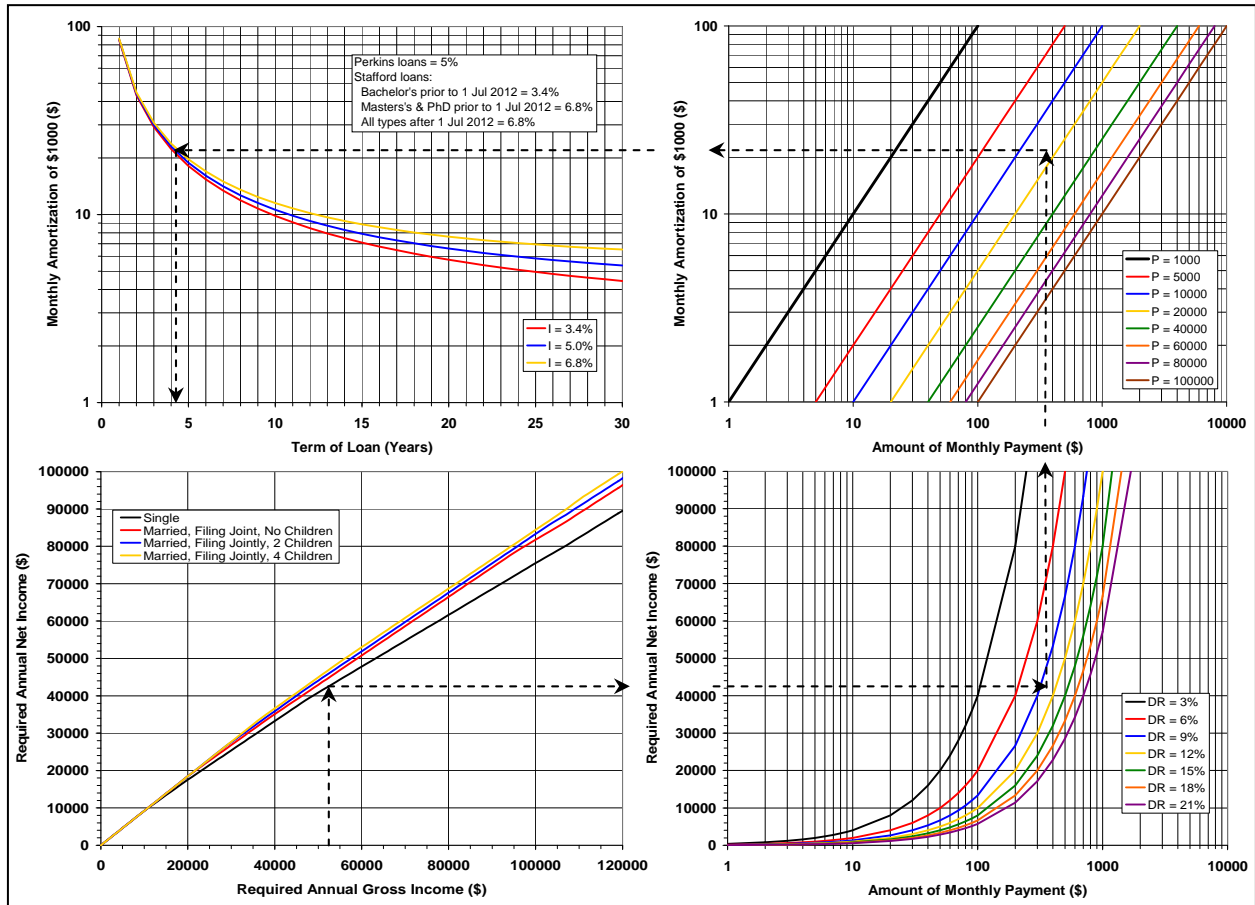 100
10
1
Monthly Amortization of $1000 ($)
Perkins loans = 5%
Stafford loans:
Bachelor's prior to 1 Jul 2012 = 3.4%
Masters's & PhD prior to 1 Jul 2012 = 6.8%
All types after 1 Jul 2012 = 6.8%
I = 3.4%
I = 5.0%
I = 6.8%
0 5 10 15 20 25 30
Term of Loan (Years)
100
10
1
Monthly Amortization of $1000 ($)
P = 1000
P = 5000
P = 10000
P = 20000
P = 40000
P = 60000
P = 80000
P = 100000
1 10 100 1000 10000
Amount of Monthly Payment ($)
100000
90000
80000
70000
60000
50000
40000
30000
20000
10000
0
Required Annual Net Income ($)
Single
Married, Filing Joint, No Children
Married, Filing Jointly, 2 Children
Married, Filing Jointly, 4 Children
0 20000 40000 60000 80000 100000 120000
Required Annual Gross Income ($)
100000
90000
80000
70000
60000
50000
40000
30000
20000
10000
0
Required Annual Net Income ($)
DR = 3%
DR = 6%
DR = 9%
DR = 12%
DR = 15%
DR = 18%
DR = 21%
1 10 100 1000 10000
Amount of Monthly Payment ($)